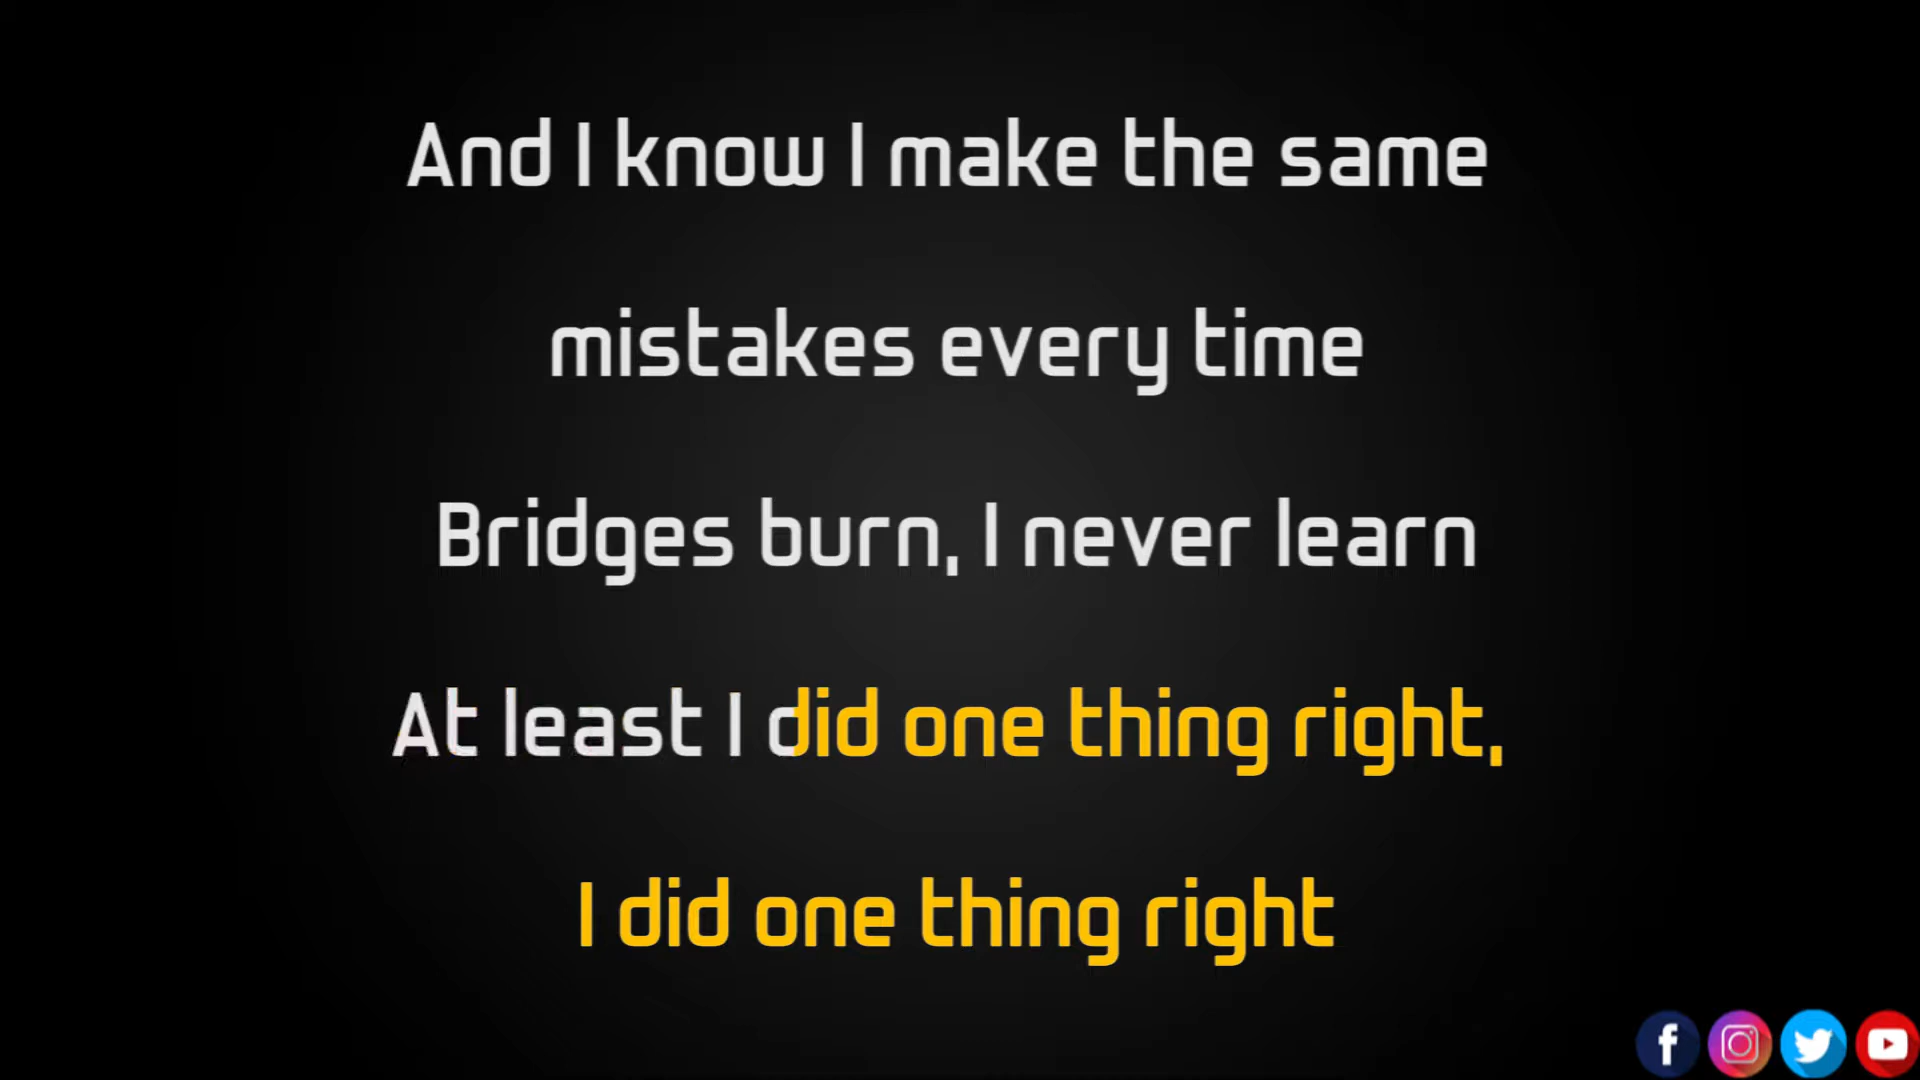 And I know I make the same
mistakes every time
Bridges burn, I never learn
At least I did one thing right,
I did one thing right